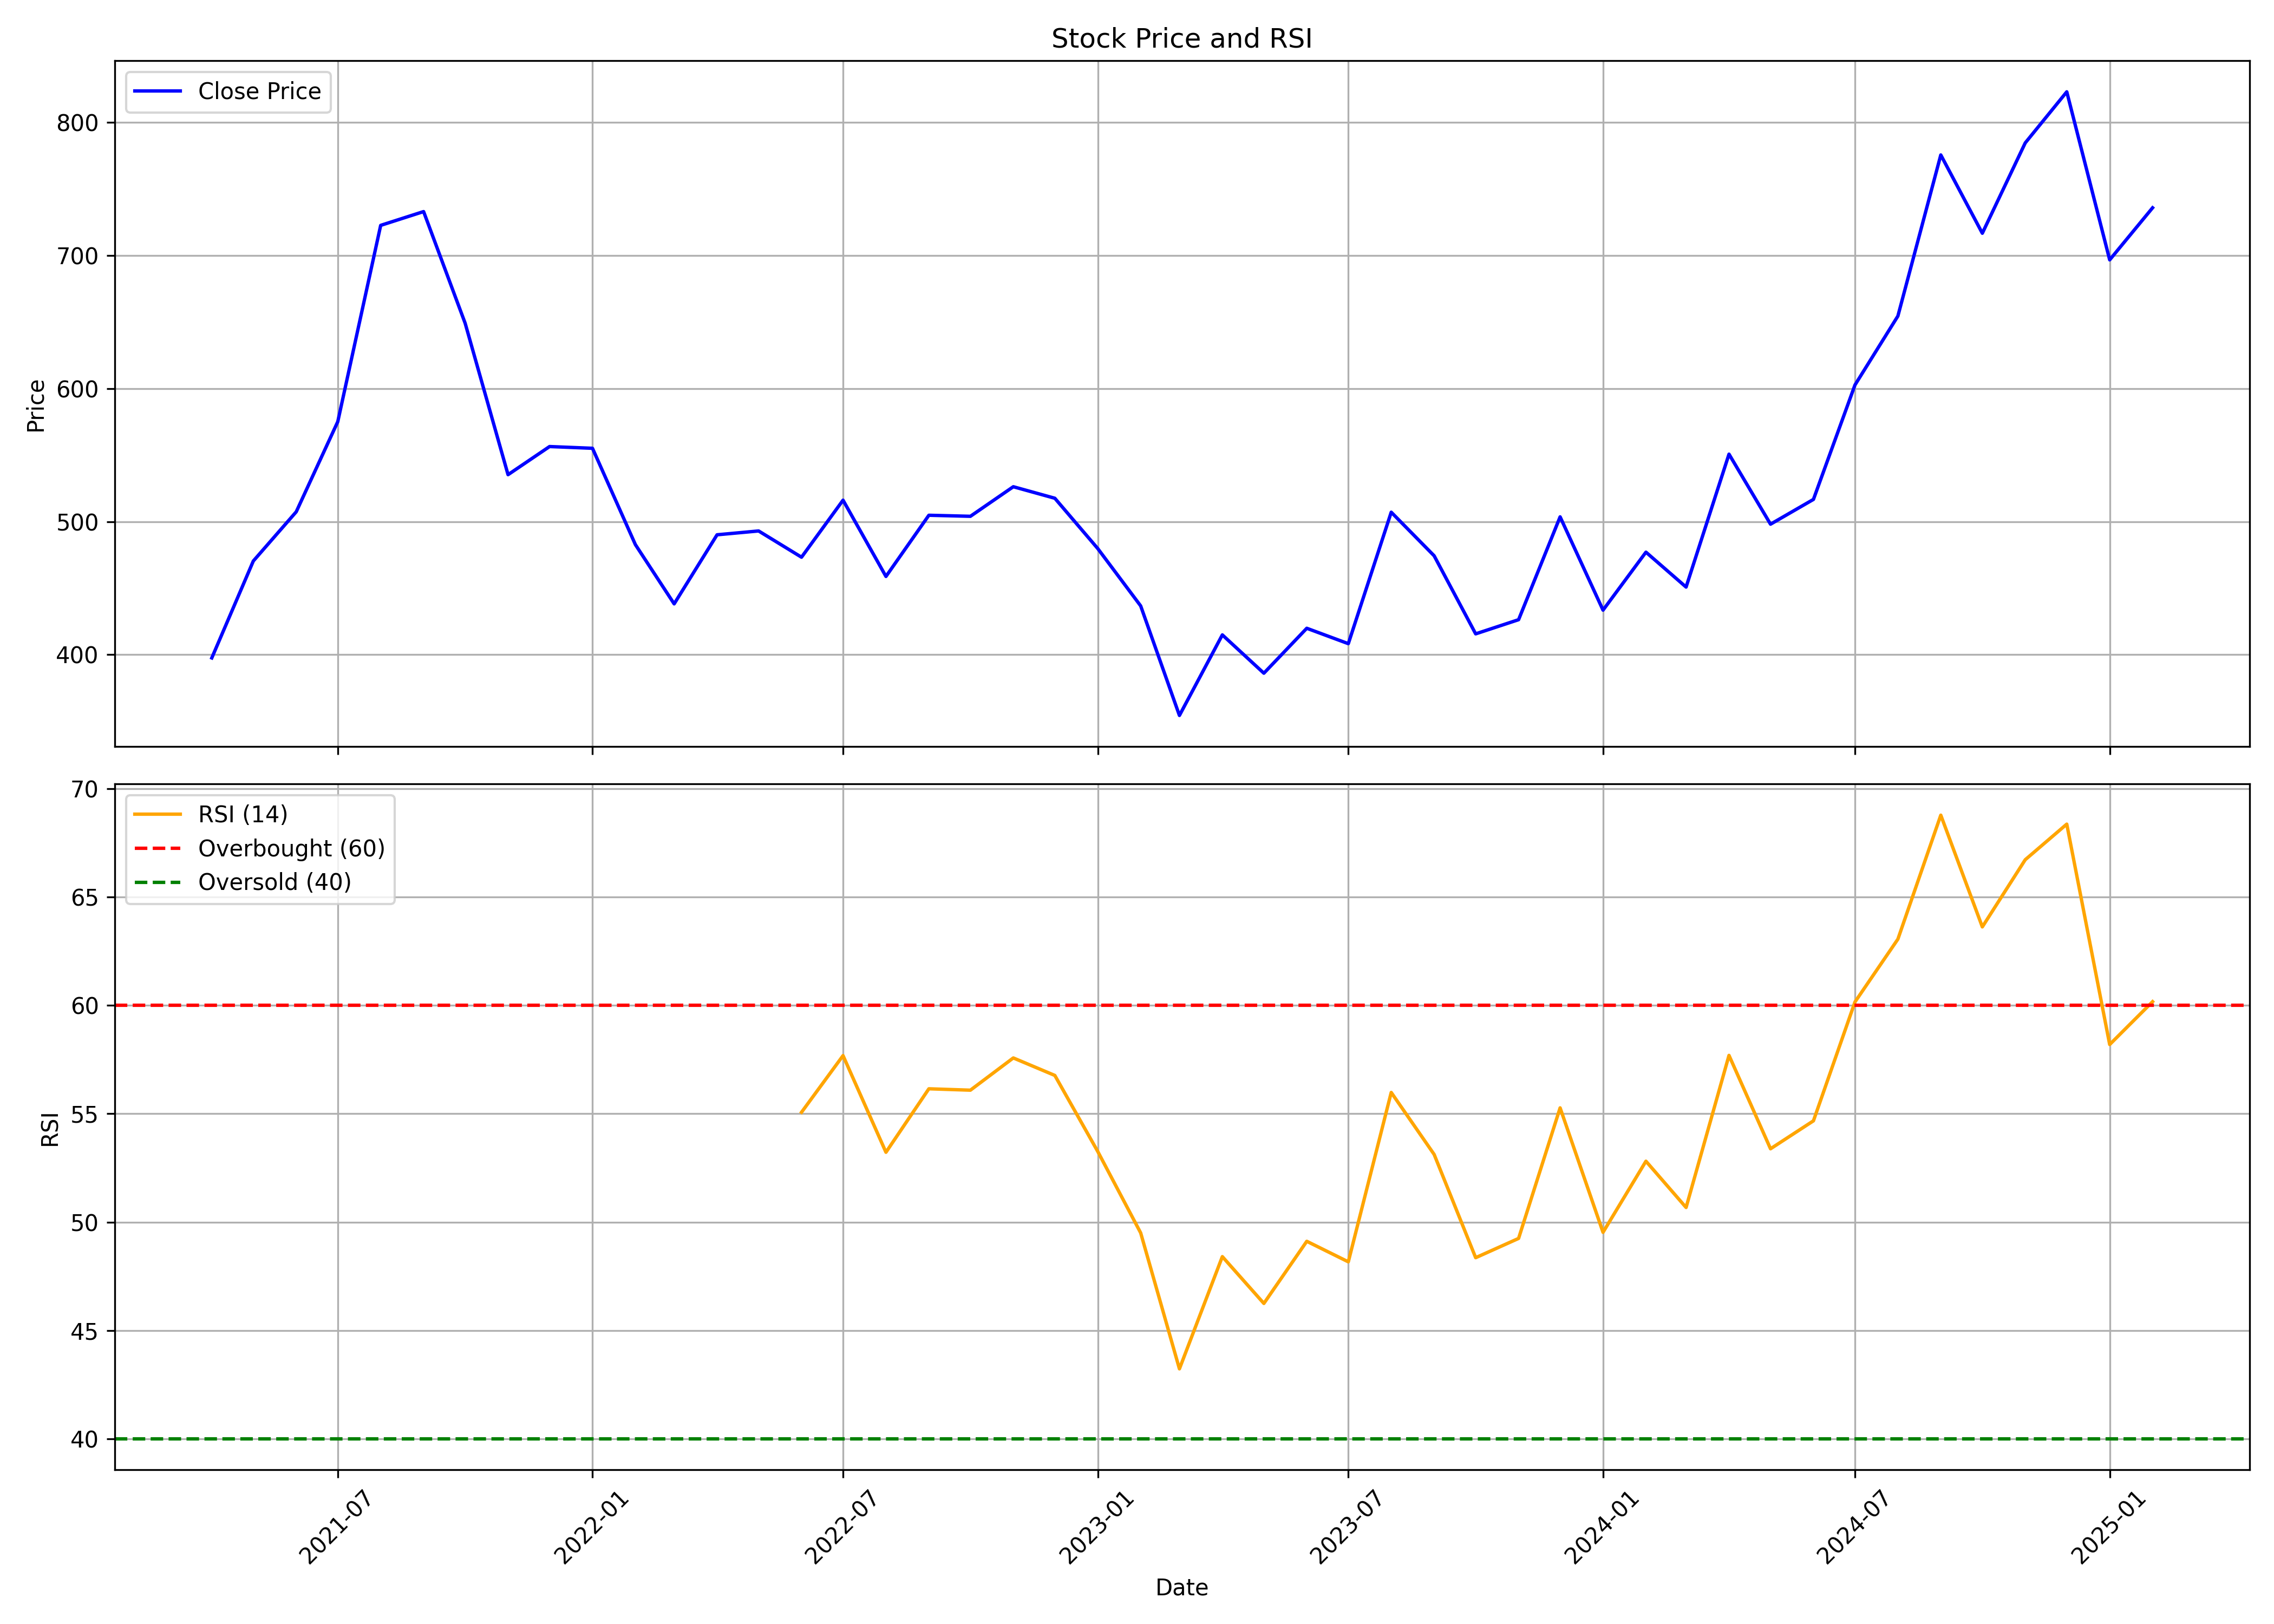 Stock Price and RSI
Close Price
800
700
600
500
400
Price
70
65
60
55
50
45
40
RSI
RSI (14)
Overbought (60)
Oversold (40)
2021-07
2022-01
2022-07
2023-01
2023-07
2024-01
2024-07
2025-01
Date